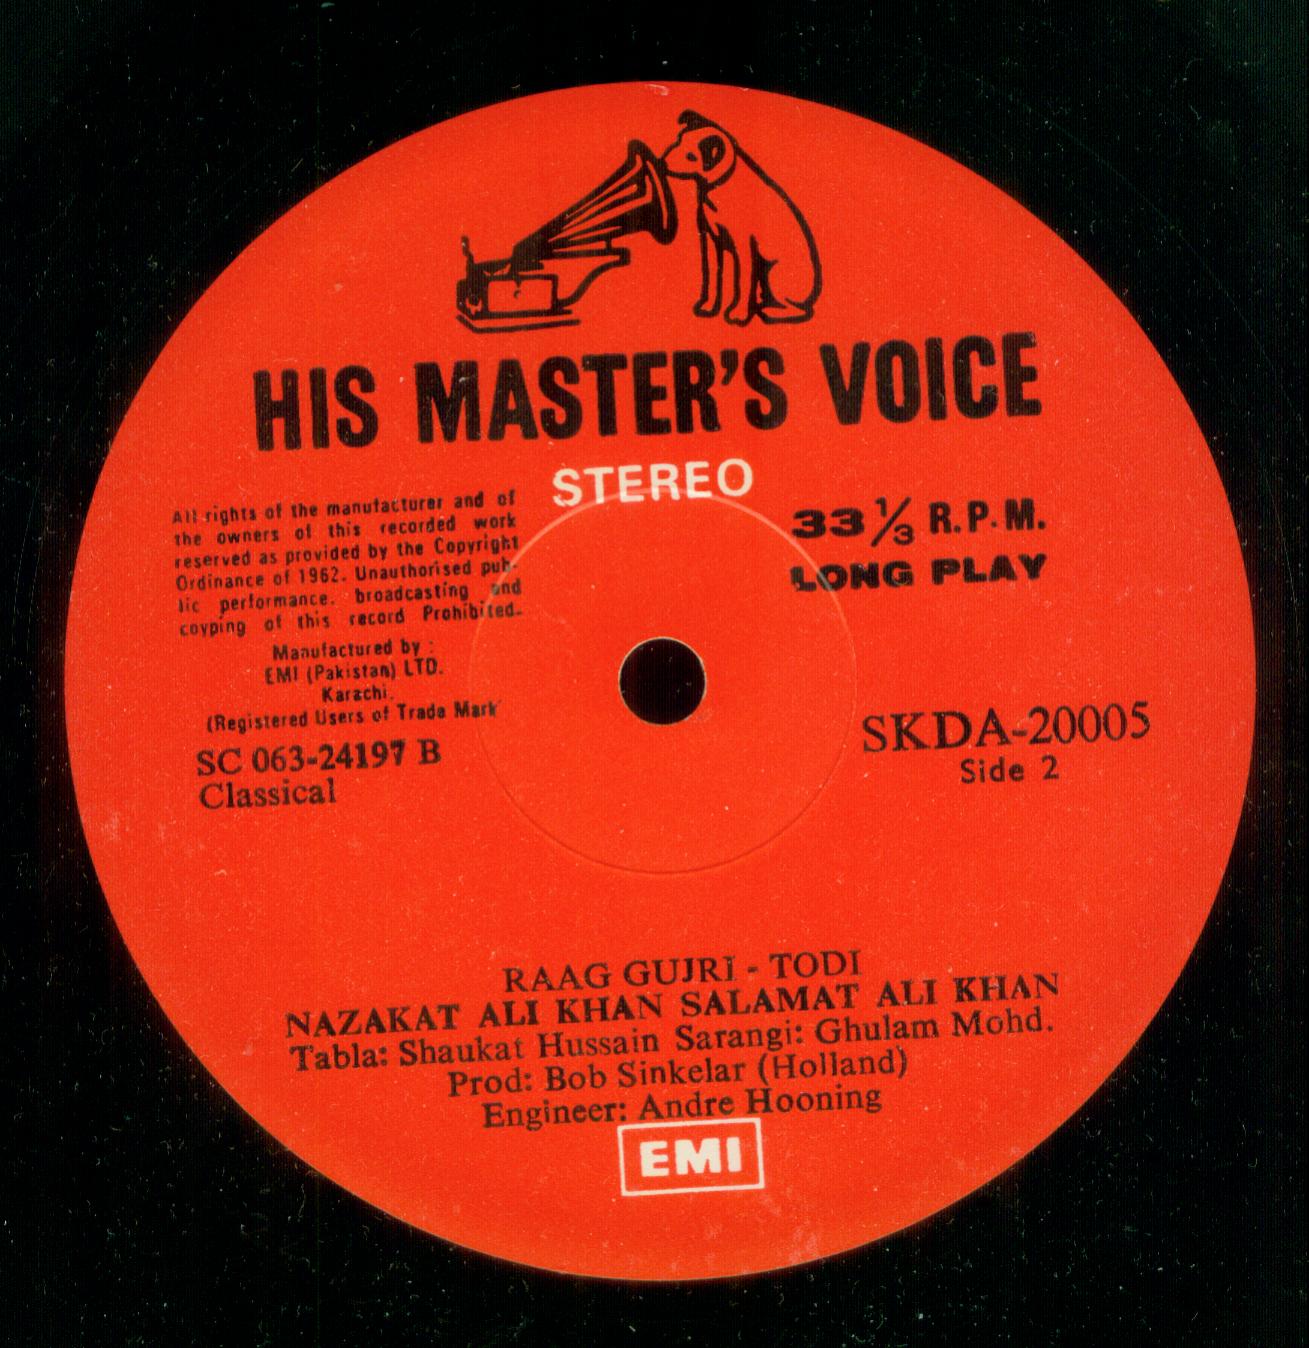 HIS MASTER'S VOICE
STEREO
All rights of the manufacturer and of
the owners of this recorded work
reserved as provided by the Copyright
Ordinance of 1962. Unauthorised pub-
lic performance. broadcasting and
coyping of this record Prohibited.
Manufactured by :
EMI (Pakistan) LTD.
Karachi.
(Registered Users of Trade Mark
SC 063-24197 B
Classical
33 1/3 R.P.M.
LONG PLAY
SKDA-20005
Side 2
RAAG GUJRI - TODI
NAZAKAT ALI KHAN SALAMAT ALI KHAN
Tabla: Shaukat Hussain Sarangi: Ghulam Mohd.
Prod: Bob Sinkelar (Holland)
Engineer: Andre Hooning
EMI